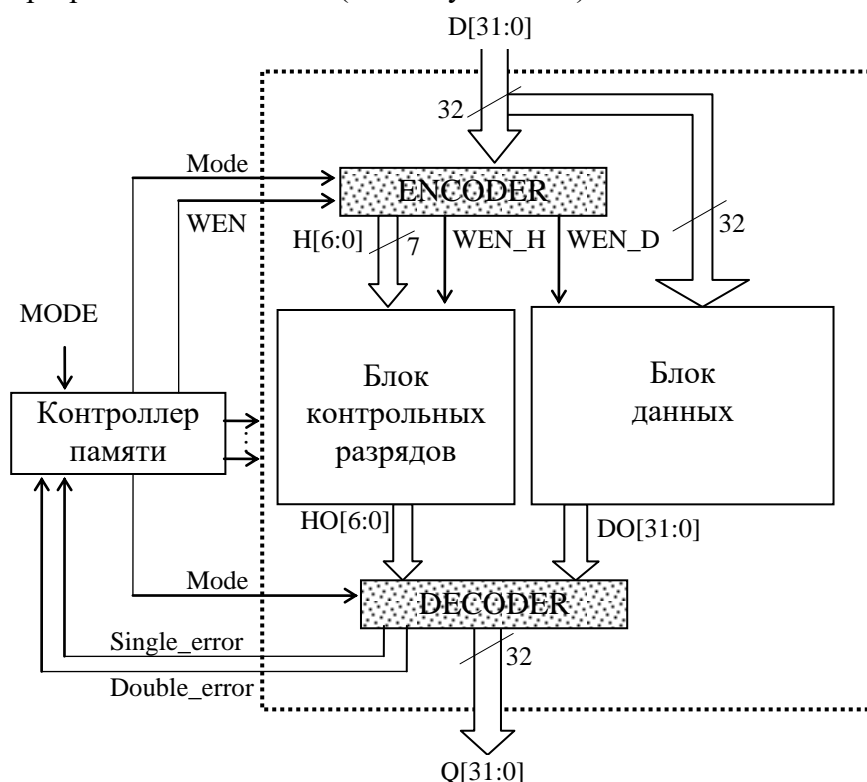 D[31:0]
32
Mode
ENCODER
WEN
H[6:0]
7
WEN_H
WEN_D
32
MODE
Контроллер
памяти
Блок
контрольных
разрядов
Блок
данных
HO[6:0]
DO[31:0]
Mode
DECODER
Single_error
32
Double_error
Q[31:0]